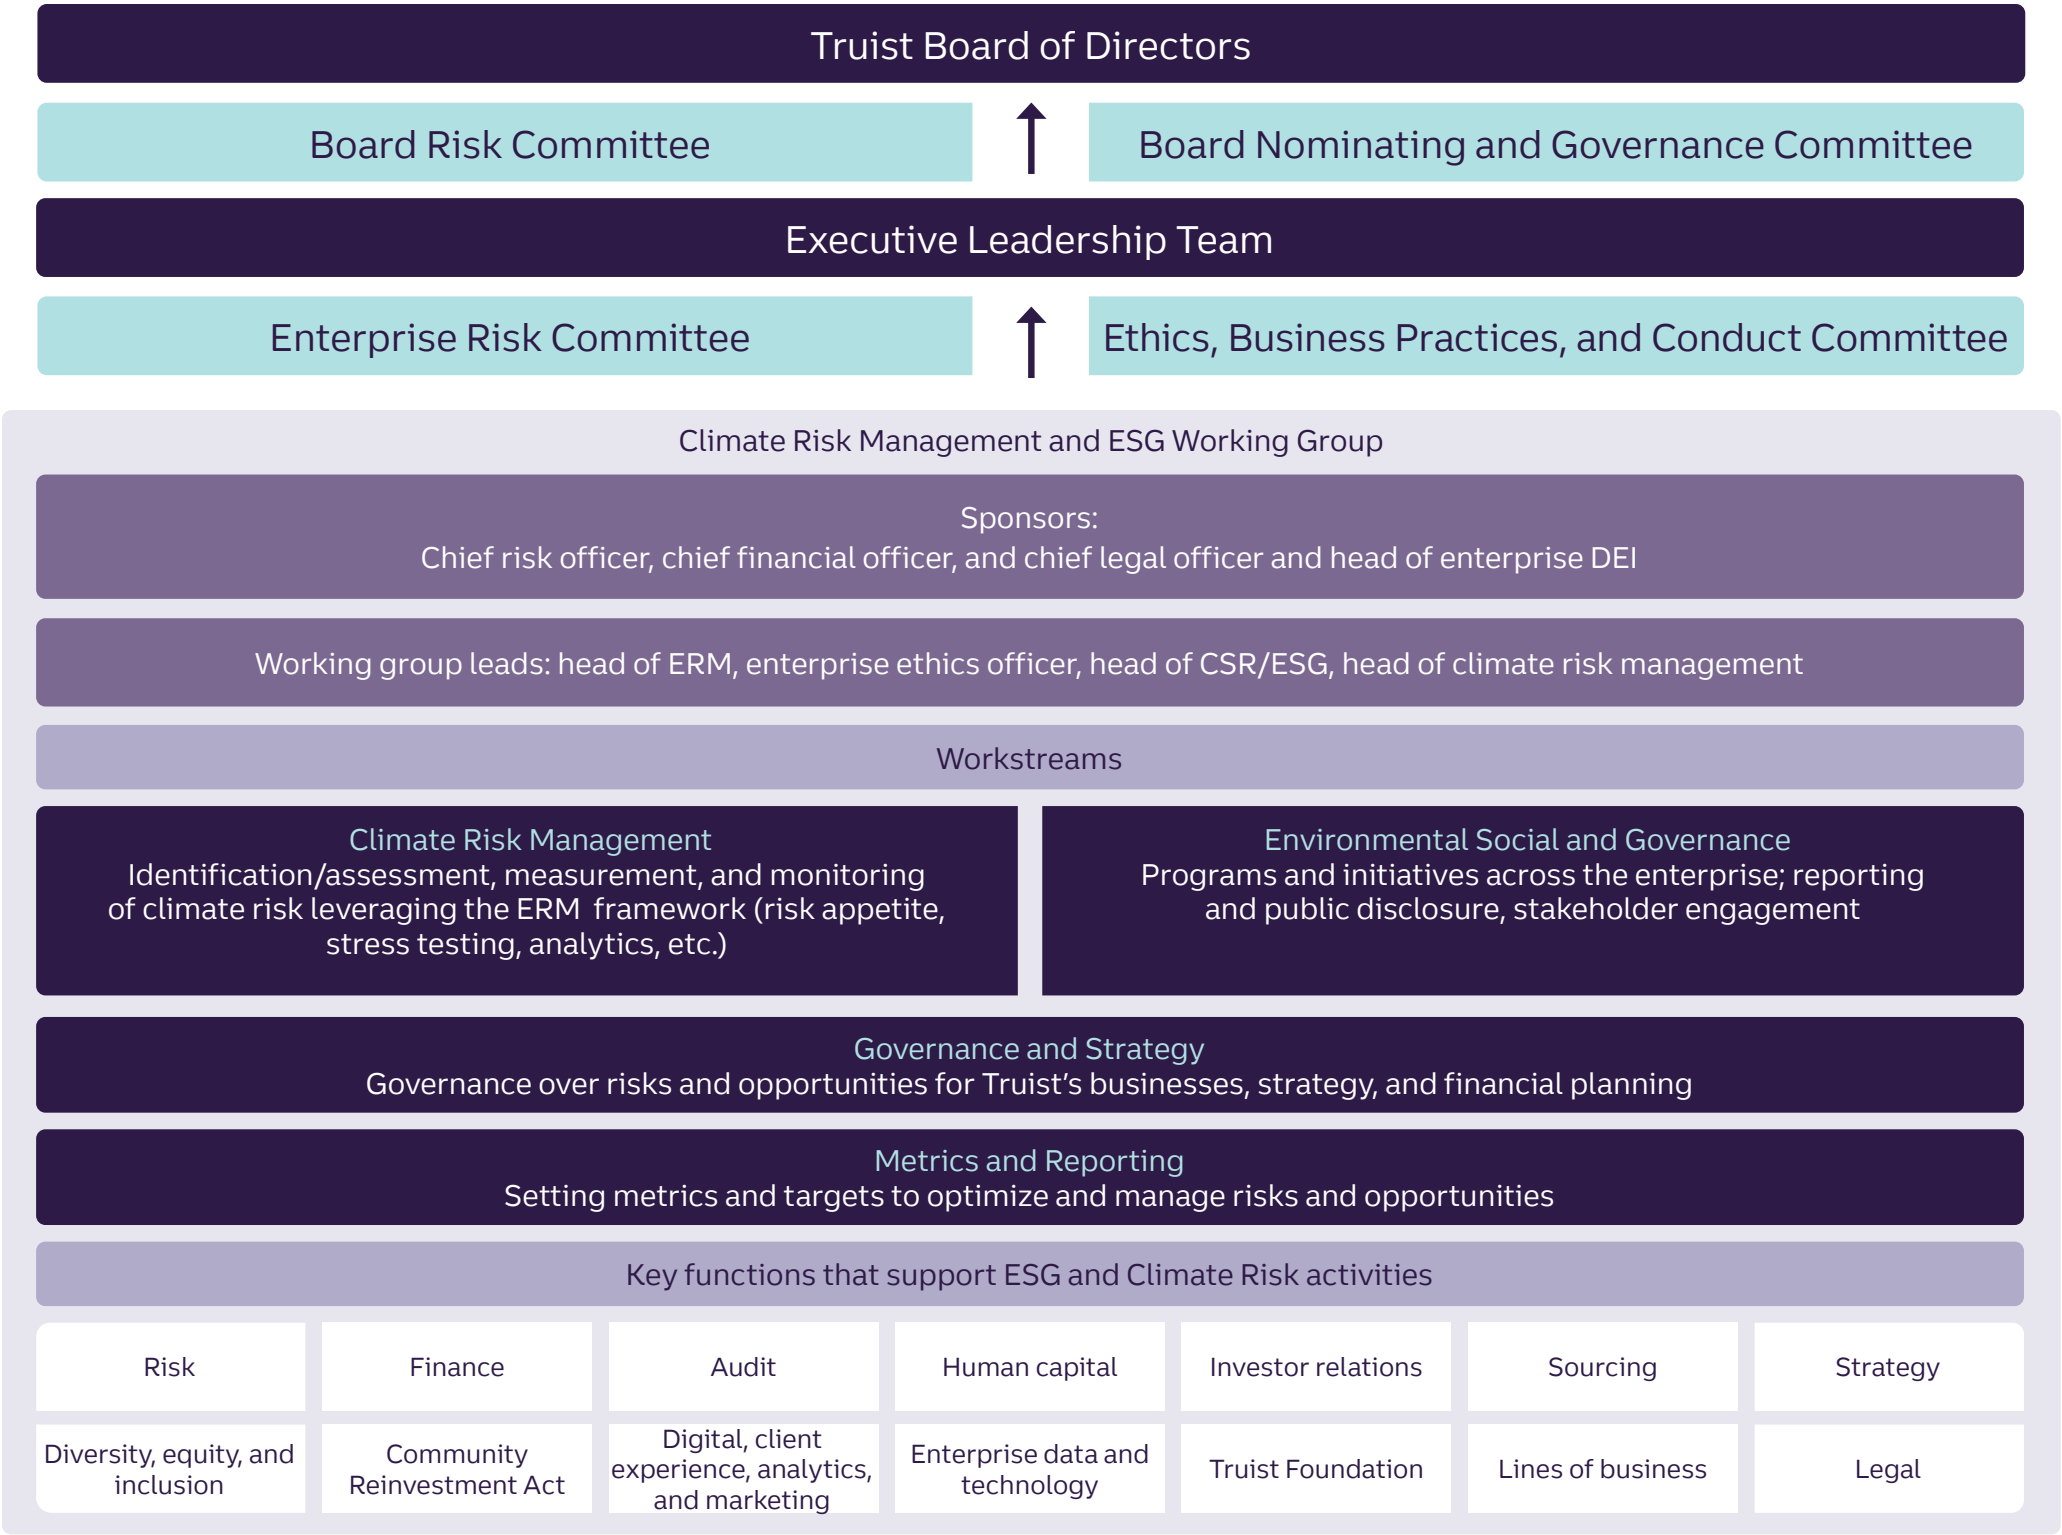 Truist Board of Directors
Board Risk Committee
Board Nominating and Governance Committee
Executive Leadership Team
Enterprise Risk Committee
Ethics, Business Practices, and Conduct Committee
Climate Risk Management and ESG Working Group
Sponsors:
Chief risk officer, chief financial officer, and chief legal officer and head of enterprise DEI
Working group leads: head of ERM, enterprise ethics officer, head of CSR/ESG, head of climate risk management
Workstreams
Climate Risk Management
Identification/assessment, measurement, and monitoring
of climate risk leveraging the ERM framework (risk appetite,
stress testing, analytics, etc.)
Environmental Social and Governance
Programs and initiatives across the enterprise; reporting
and public disclosure, stakeholder engagement
Governance and Strategy
Governance over risks and opportunities for Truist’s businesses, strategy, and financial planning
Metrics and Reporting
Setting metrics and targets to optimize and manage risks and opportunities
Key functions that support ESG and Climate Risk activities
Risk
Finance
Audit
Human capital
Investor relations
Sourcing
Strategy
Diversity, equity, and
inclusion
Community
Reinvestment Act
Digital, client
experience, analytics,
and marketing
Enterprise data and
technology
Truist Foundation
Lines of business
Legal